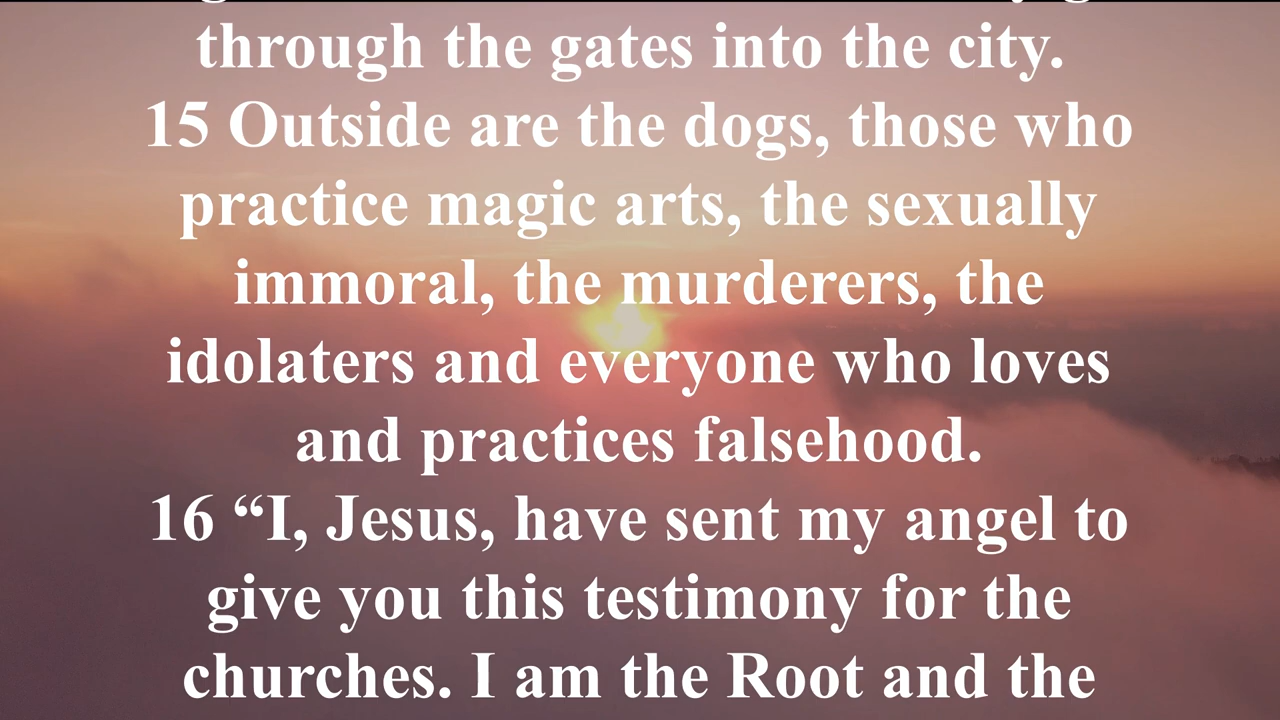 through the gates into the city.
15 Outside are the dogs, those who
practice magic arts, the sexually
immoral, the murderers, the
idolaters and everyone who loves
and practices falsehood.
16 “I, Jesus, have sent my angel to
give you this testimony for the
churches. I am the Root and the